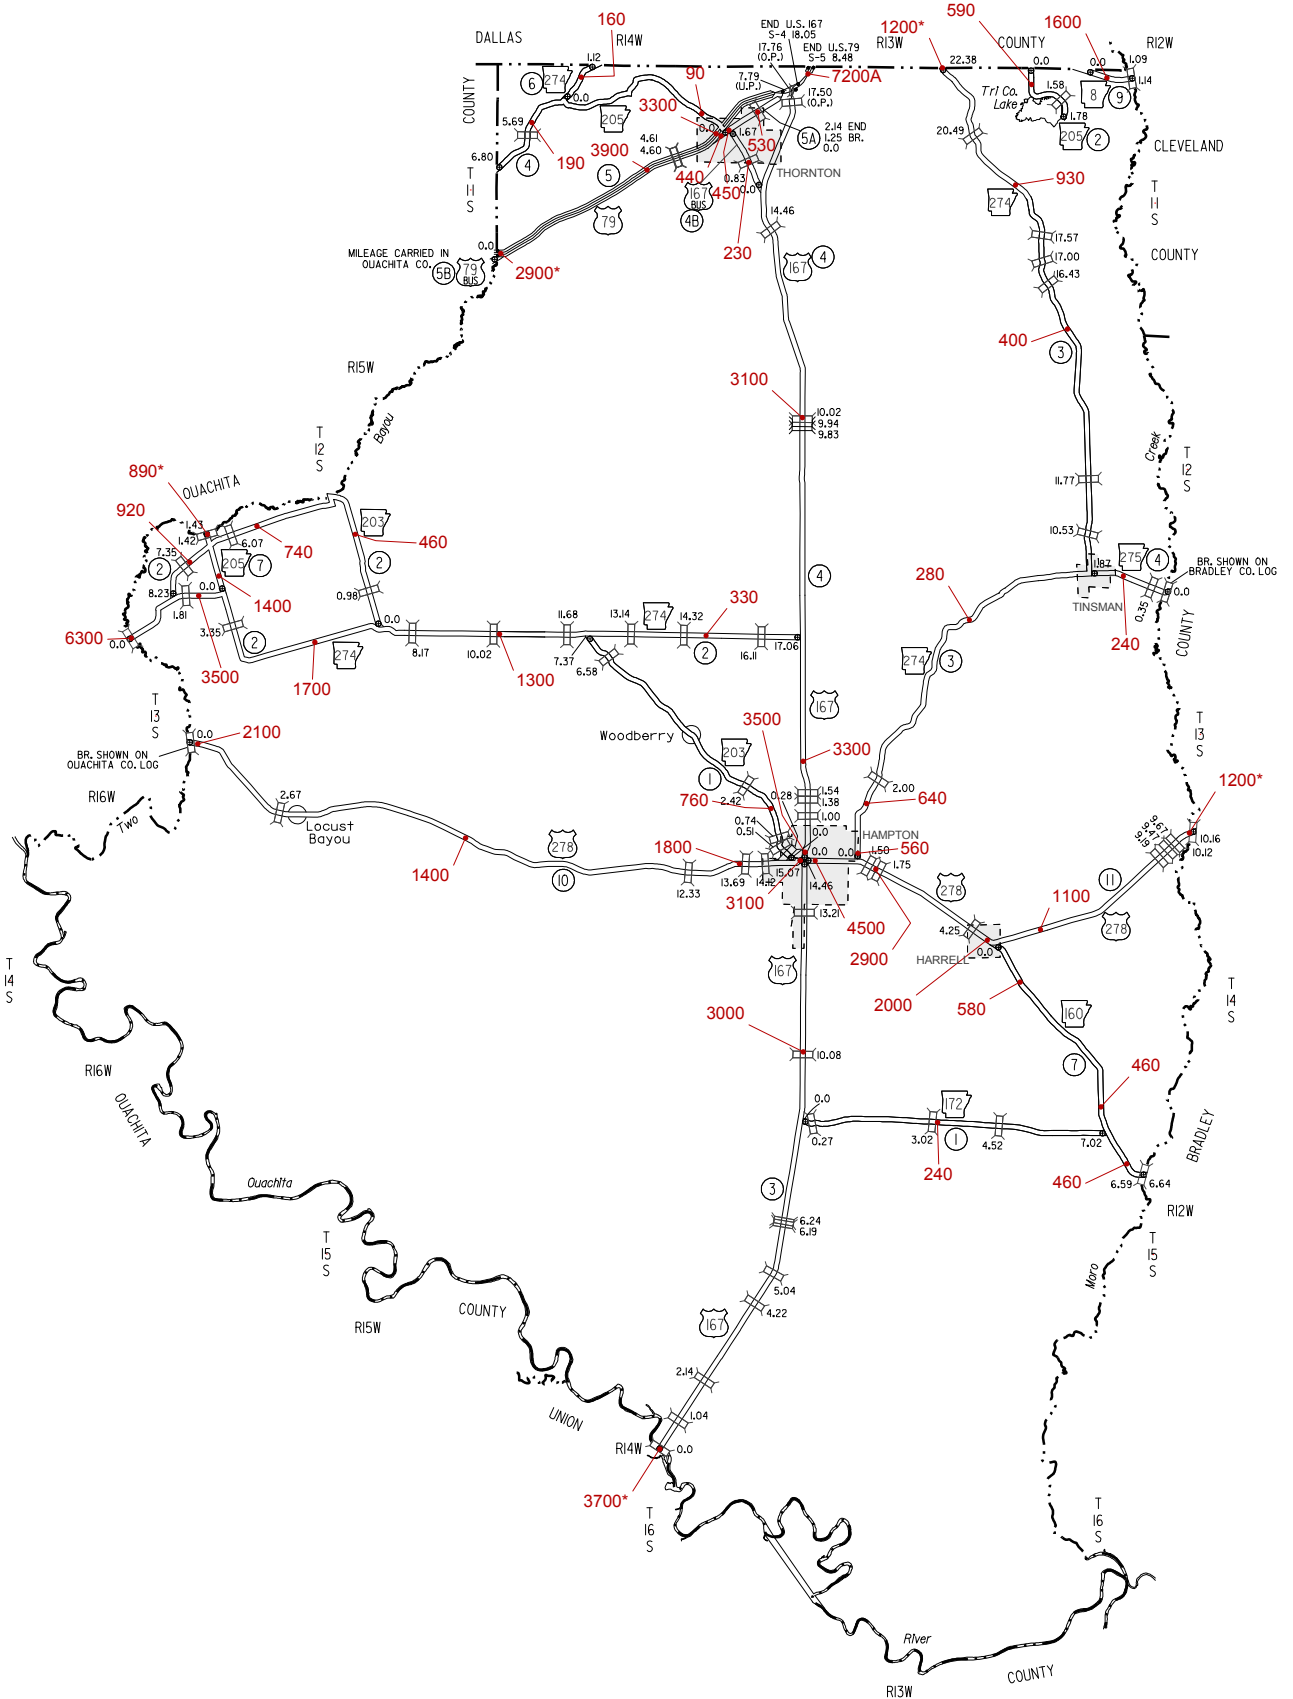 160
DALLAS
R14W
1.12
274
6
0.0
END U.S. 167
S-4 18.05
17.76
(O.P.)
END U.S.79
S-5 8.48
R13W
1200*
22.38
590
COUNTY
1600
R12W
0.0
0.0
1.09
1.14
8
9
1.58
Tri Co.
Lake
1.78
205
2
CLEVELAND
COUNTY
7200A
7.79
(U.P.)
90
3300
17.50
(O.P.)
205
5.69
4
190
6.80
3900
4.61
4.60
5
0.0
1.67
530
5A
2.14 END
1.25 BR.
0.0
THORNTON
440
450
0.83
0.0
167
BUS
4B
230
79
T
11
S
20.49
930
274
T
11
S
COUNTY
14.46
167
4
17.57
17.00
16.43
MILEAGE CARRIED IN
OUACHITA CO.
0.0
5B
79
BUS
2900*
400
3
R15W
3100
10.02
9.94
9.83
Bayou
T
12
S
Creek
T
12
S
890*
OUACHITA
920
1.43
1.42
6.07
740
203
460
2
11.77
10.53
7.35
2
205
7
8.23
0.0
1.81
1400
0.98
0.0
4
1.87
275
4
BR. SHOWN ON
BRADLEY CO. LOG
0.0
TINSMAN
240
0.35
280
COUNTY
6300
0.0
3500
3.35
2
1700
274
8.17
10.02
1300
11.68
7.37
6.58
13.14
274
14.32
330
2
16.11
17.06
274
3
T
13
S
2100
0.0
BR. SHOWN ON
OUACHITA CO. LOG
Woodberry
3500
167
203
1
3300
T
13
S
1200*
R16W
Two
2.67
Locust
Bayou
760
2.42
0.28
1.54
1.38
1.00
2.00
640
0.74
0.51
0.0
HAMPTON
560
9.67
9.47
9.19
10.16
10.12
1400
278
10
1800
12.33
13.69
14.12
15.07
0.0
0.0
1.50
1.75
14.46
3100
13.21
4500
2900
278
4.25
1100
11
278
HARRELL
0.0
2000
580
167
T
14
S
T
14
S
3000
10.08
160
7
R16W
OUACHITA
460
0.0
0.27
172
3.02
1
4.52
7.02
240
460
6.59
6.64
BRADLEY
Ouachita
3
R12W
T
15
S
T
15
S
6.24
6.19
Moro
5.04
4.22
COUNTY
R15W
167
2.14
UNION
1.04
R14W
0.0
3700*
T
16
S
T
16
S
River
COUNTY
R13W